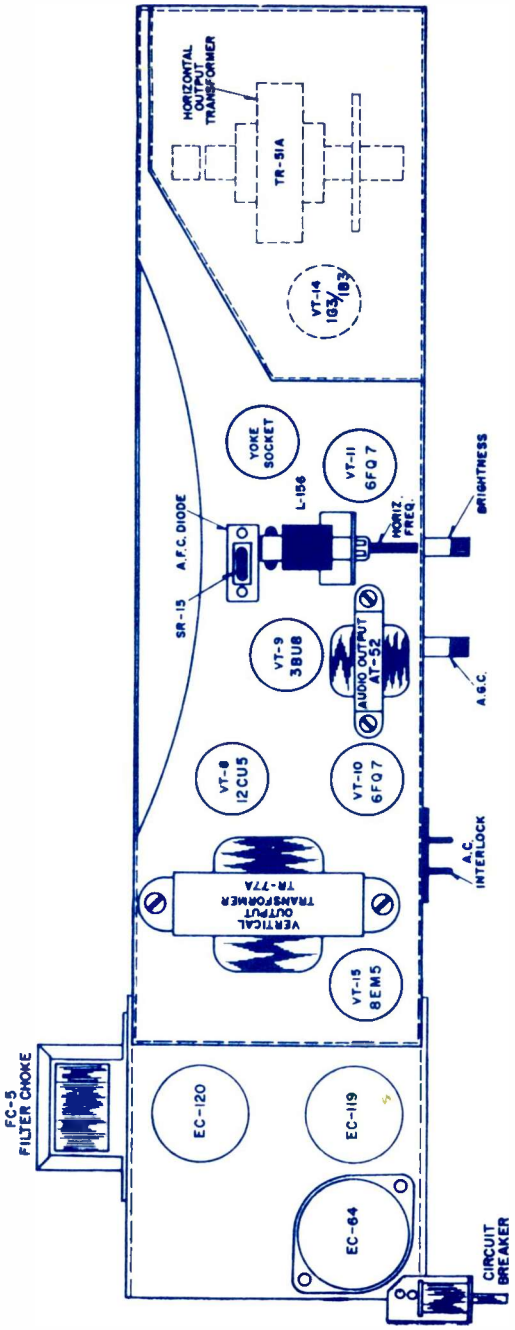 FC-5
FILTER CHOKE
EC-120
EC-119
EC-64
CIRCUIT
BREAKER
VERTICAL
OUTPUT
TRANSFORMER
TR-77A
VT-15
8EM5
VT-8
12CU5
VT-10
6FQ7
A.C.
INTERLOCK
VT-9
3BU8
AUDIO OUTPUT
AT-52
A.G.C.
SR-15
A.F.C. DIODE
L-156
HORIZ.
FREQ.
BRIGHTNESS
YOKE
SOCKET
VT-11
6FQ7
VT-14
1G3/1B3
HORIZONTAL
OUTPUT
TRANSFORMER
TR-51A